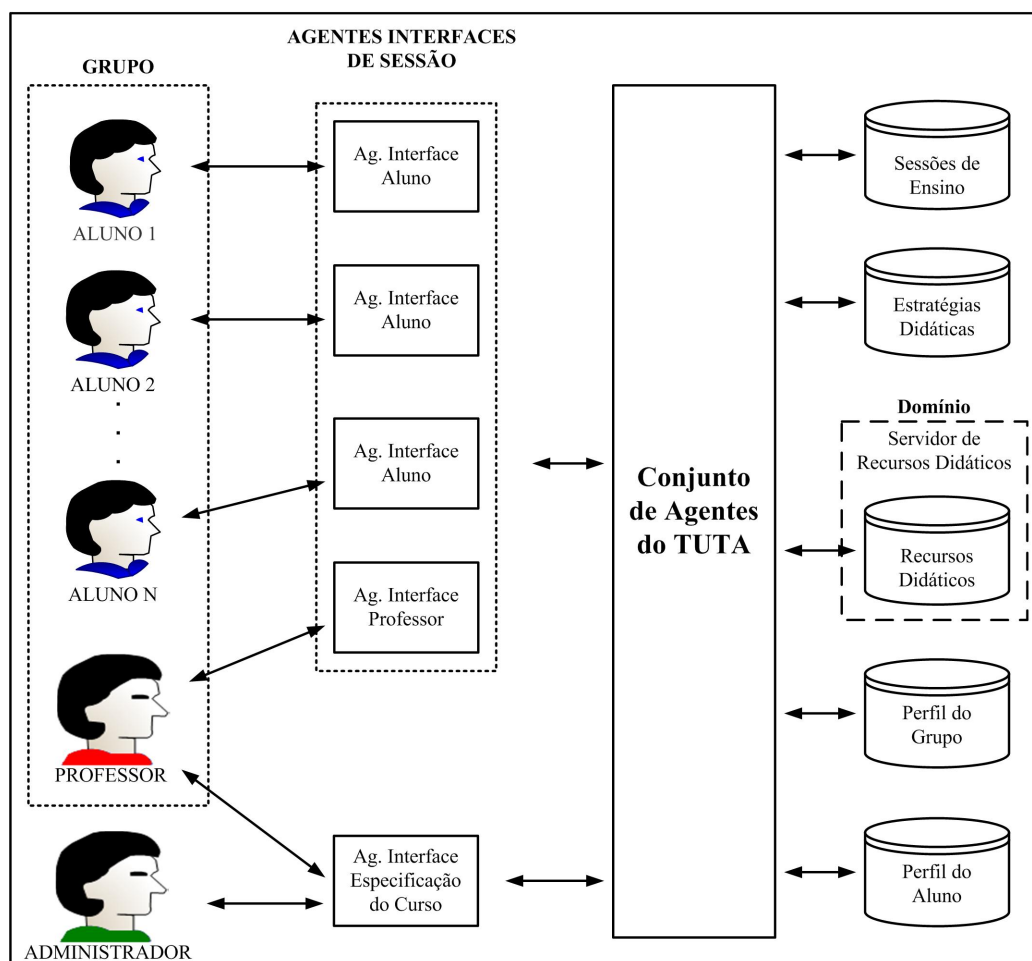 AGENTES INTERFACES
DE SESSÃO
GRUPO
ALUNO 1
ALUNO 2
ALUNO N
PROFESSOR
ADMINISTRADOR
Ag. Interface
Aluno
Ag. Interface
Aluno
Ag. Interface
Aluno
Ag. Interface
Professor
Ag. Interface
Especificação
do Curso
Conjunto
de Agentes
do TUTA
Sessões de
Ensino
Estratégias
Didáticas
Domínio
Servidor de
Recursos Didáticos
Recursos
Didáticos
Perfil do
Grupo
Perfil do
Aluno